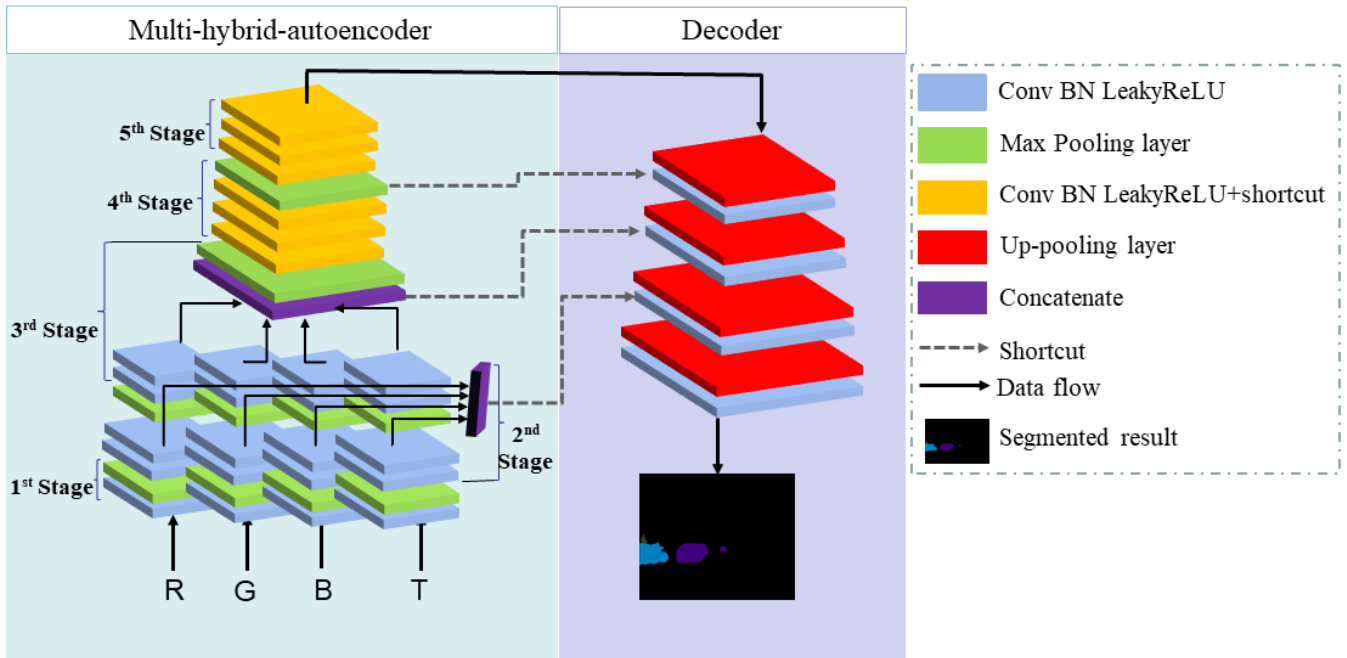 Multi-hybrid-autoencoder
Decoder
5th Stage
4th Stage
3rd Stage
2nd
Stage
1st Stage
R G B T
Conv BN LeakyReLU
Max Pooling layer
Conv BN LeakyReLU+shortcut
Up-pooling layer
Concatenate
Shortcut
Data flow
Segmented result